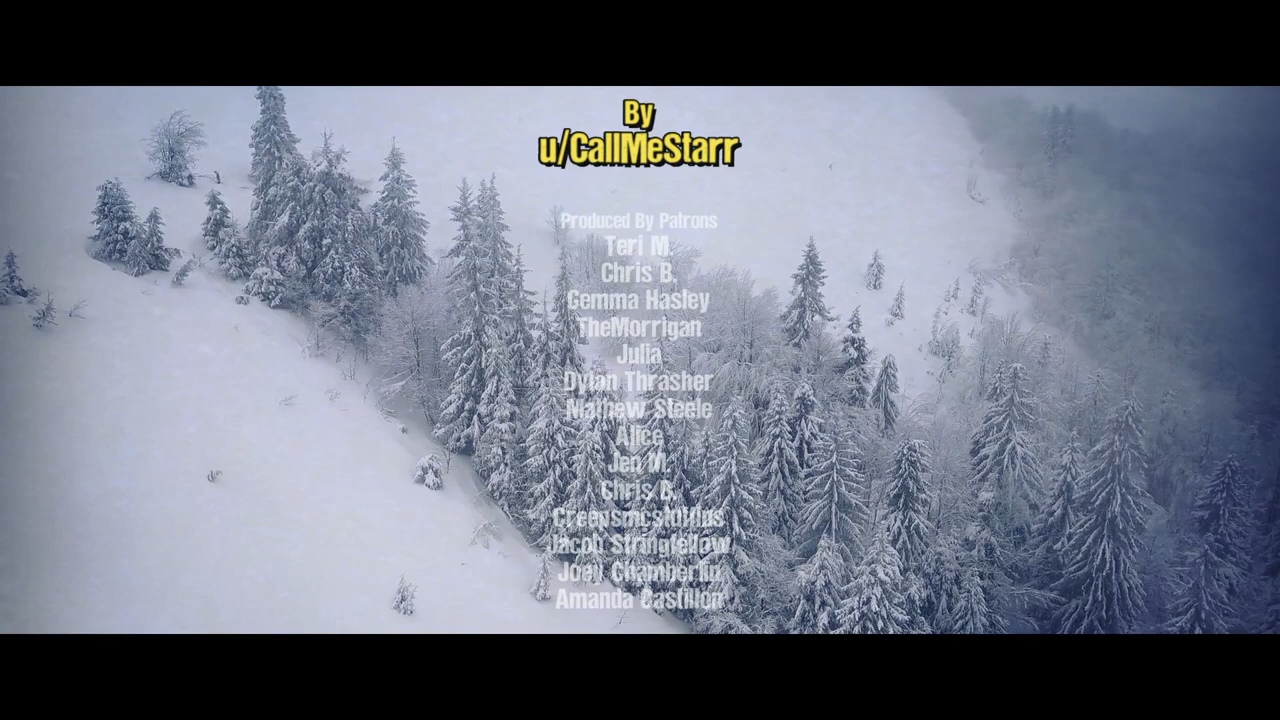 By
u/CallMeStarr
Produced By Patrons
Teri M.
Chris B.
Gemma Hasley
TheMorrigan
Julia
Dylan Thrasher
Mathew Steele
Alice
Jen M.
Chris B.
Jacob Stringfellow
Joey Chamberlin
Amanda Castillon